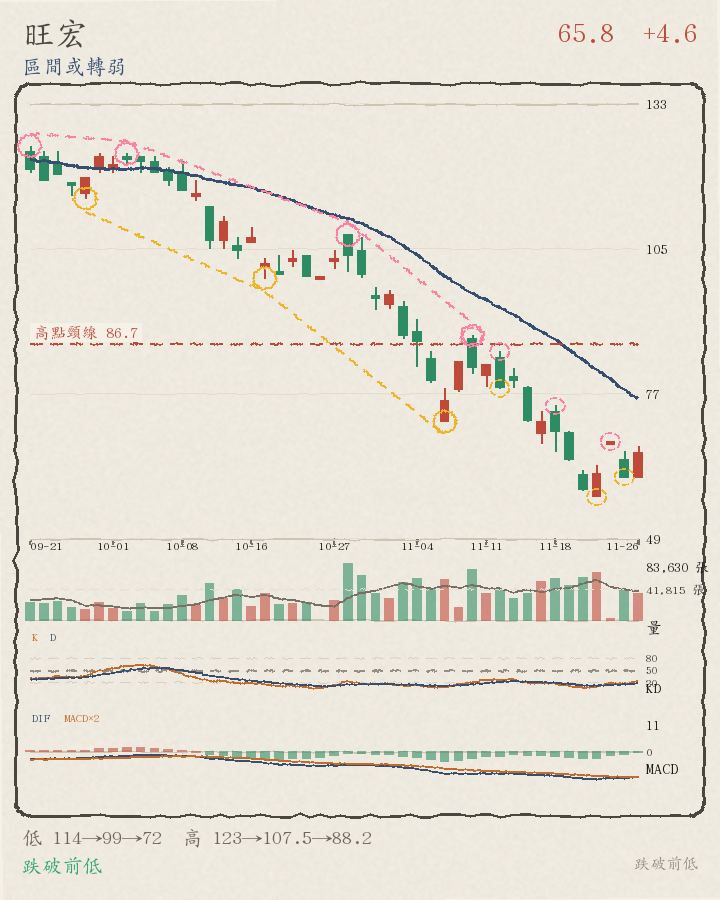 旺宏
65.8 +4.6
區間或轉弱
133
105
高點頸線 86.7
77
49
09-21 10-01 10-08 10-16 10-27 11-04 11-11 11-18 11-26
83,630 張
41,815 張
量
K D
80
50
20
KD
DIF MACD×2
11
0
MACD
低 114→99→72 高 123→107.5→88.2
跌破前低
跌破前低